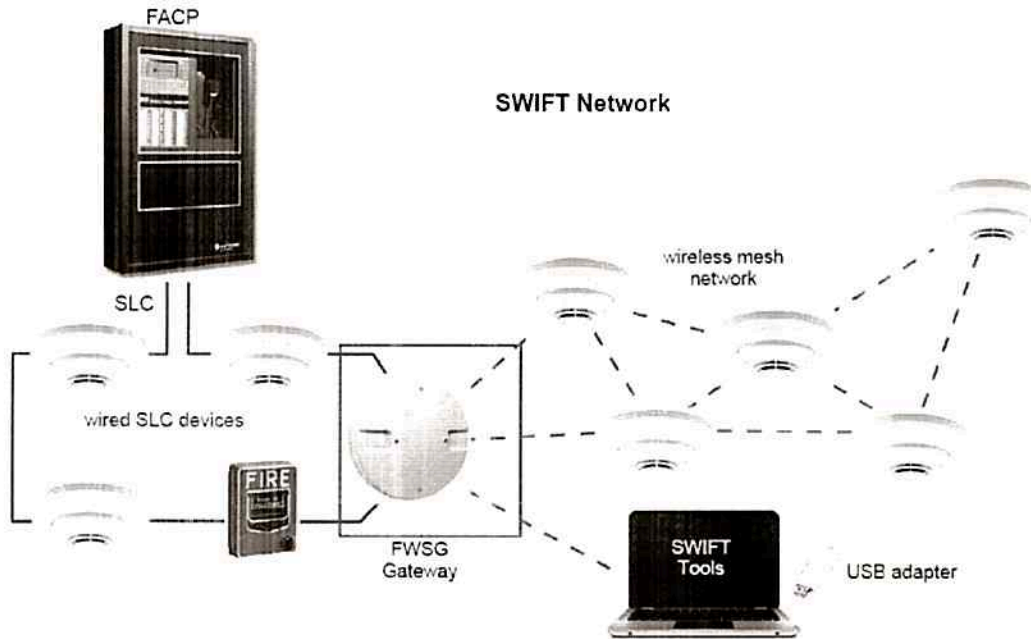 FACP
SWIFT Network
wireless mesh
network
SLC
wired SLC devices
FIRE
FWSG
Gateway
SWIFT
Tools
USB adapter